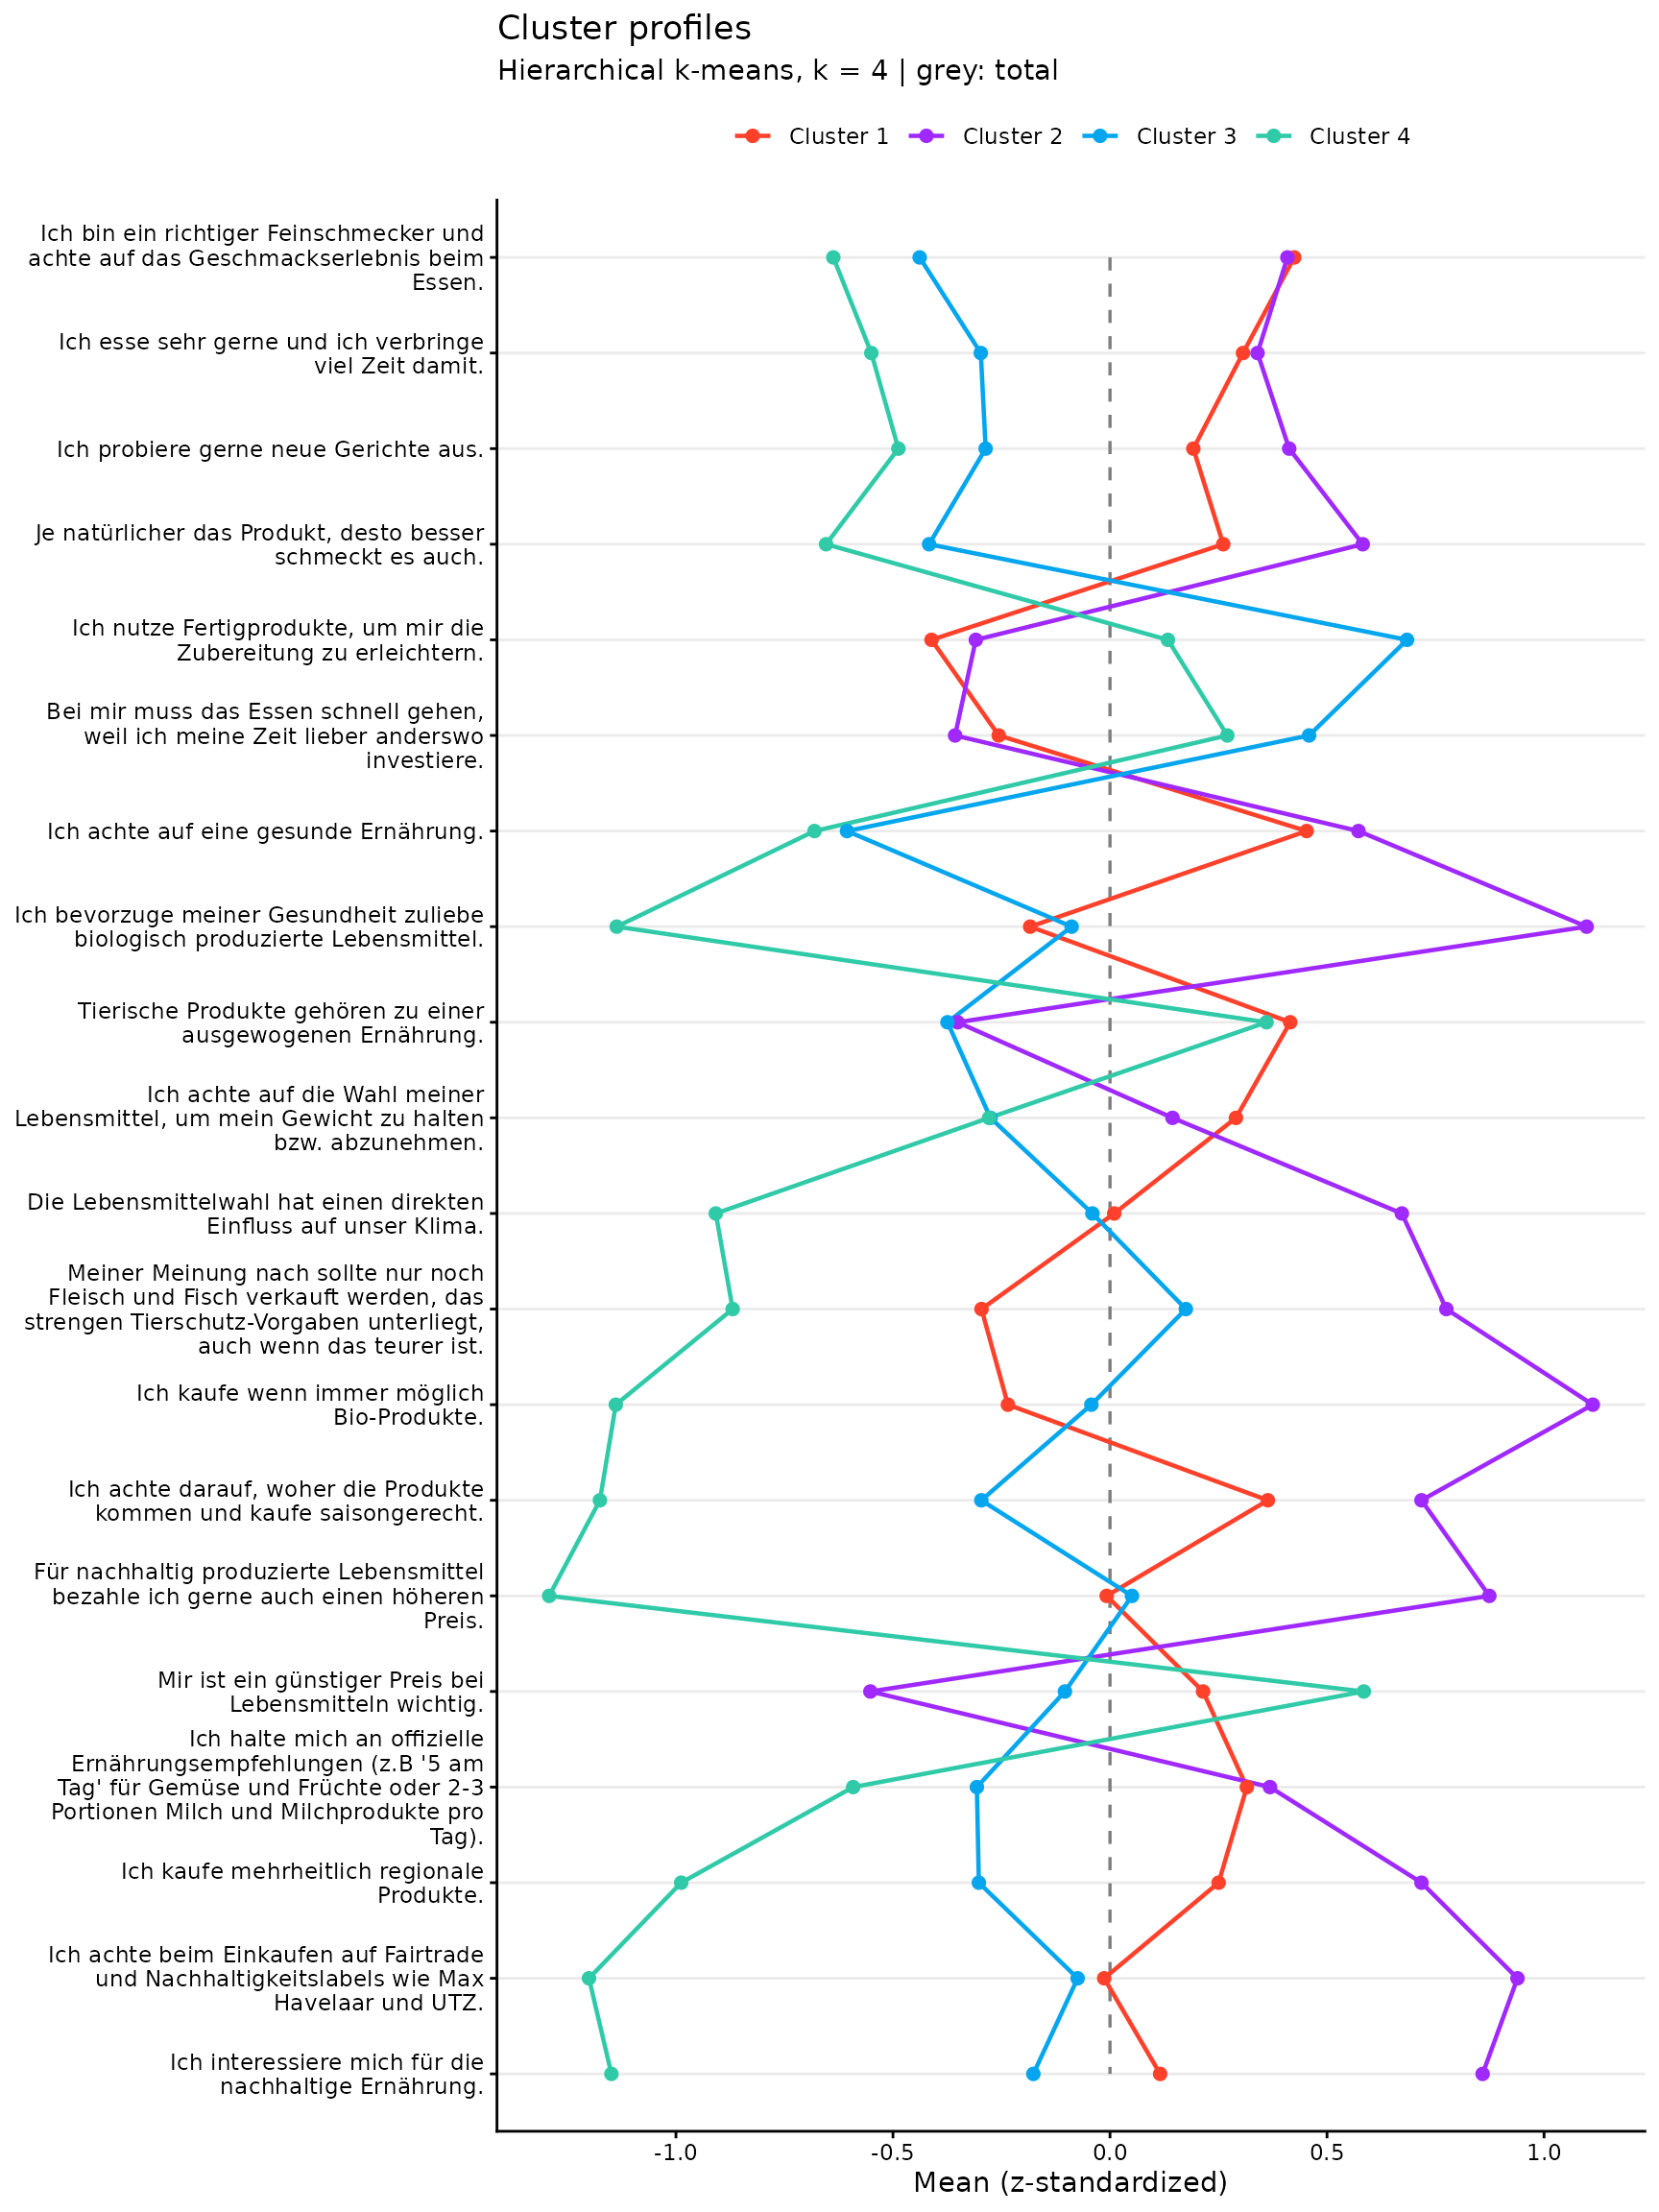 Cluster profiles
Hierarchical k-means, k = 4 | grey: total
Cluster 1
Cluster 2
Cluster 3
Cluster 4
Ich bin ein richtiger Feinschmecker und
achte auf das Geschmackserlebnis beim
Essen.
Ich esse sehr gerne und ich verbringe
viel Zeit damit.
Ich probiere gerne neue Gerichte aus.
Je natürlicher das Produkt, desto besser
schmeckt es auch.
Ich nutze Fertigprodukte, um mir die
Zubereitung zu erleichtern.
Bei mir muss das Essen schnell gehen,
weil ich meine Zeit lieber anderswo
investiere.
Ich achte auf eine gesunde Ernährung.
Ich bevorzuge meiner Gesundheit zuliebe
biologisch produzierte Lebensmittel.
Tierische Produkte gehören zu einer
ausgewogenen Ernährung.
Ich achte auf die Wahl meiner
Lebensmittel, um mein Gewicht zu halten
bzw. abzunehmen.
Die Lebensmittelwahl hat einen direkten
Einfluss auf unser Klima.
Meiner Meinung nach sollte nur noch
Fleisch und Fisch verkauft werden, das
strengen Tierschutz-Vorgaben unterliegt,
auch wenn das teurer ist.
Ich kaufe wenn immer möglich
Bio-Produkte.
Ich achte darauf, woher die Produkte
kommen und kaufe saisongerecht.
Für nachhaltig produzierte Lebensmittel
bezahle ich gerne auch einen höheren
Preis.
Mir ist ein günstiger Preis bei
Lebensmitteln wichtig.
Ich halte mich an offizielle
Ernährungsempfehlungen (z.B '5 am
Tag' für Gemüse und Früchte oder 2-3
Portionen Milch und Milchprodukte pro
Tag).
Ich kaufe mehrheitlich regionale
Produkte.
Ich achte beim Einkaufen auf Fairtrade
und Nachhaltigkeitslabels wie Max
Havelaar und UTZ.
Ich interessiere mich für die
nachhaltige Ernährung.
-1.0
-0.5
0.0
0.5
1.0
Mean (z-standardized)